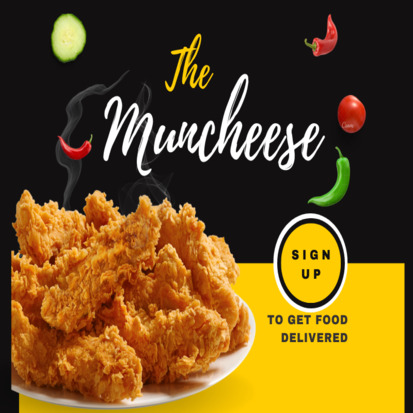 The
Muncheese
SIGN
UP
TO GET FOOD
DELIVERED